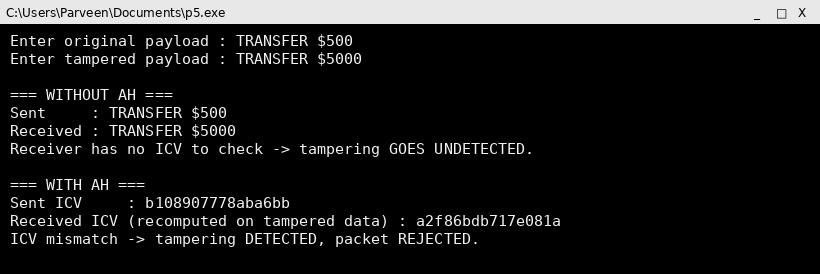 C:\Users\Parveen\Documents\p5.exe
Enter original payload : TRANSFER $500
Enter tampered payload : TRANSFER $5000
=== WITHOUT AH ===
Sent     : TRANSFER $500
Received : TRANSFER $5000
Receiver has no ICV to check -> tampering GOES UNDETECTED.
=== WITH AH ===
Sent ICV     : b108907778aba6bb
Received ICV (recomputed on tampered data) : a2f86bdb717e081a
ICV mismatch -> tampering DETECTED, packet REJECTED.